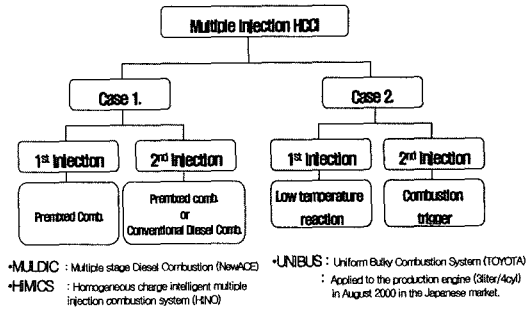 Multiple Injection HCCI
Case 1.
Case 2.
1st Injection
2nd Injection
1st Injection
2nd Injection
Premixed Comb.
Premixed comb.
or
Conventional Diesel Comb.
Low temperature
reaction
Combustion
trigger
•MULDIC : Multiple stage Diesel Combustion (NewACE)
•HiMICS : Homogeneous charge intelligent multiple
injection combustion system (HINO)
•UNIBUS : Uniform Bulky Combustion System (TOYOTA)
: Applied to the production engine (3liter/4cyl)
in August 2000 in the Japanese market.